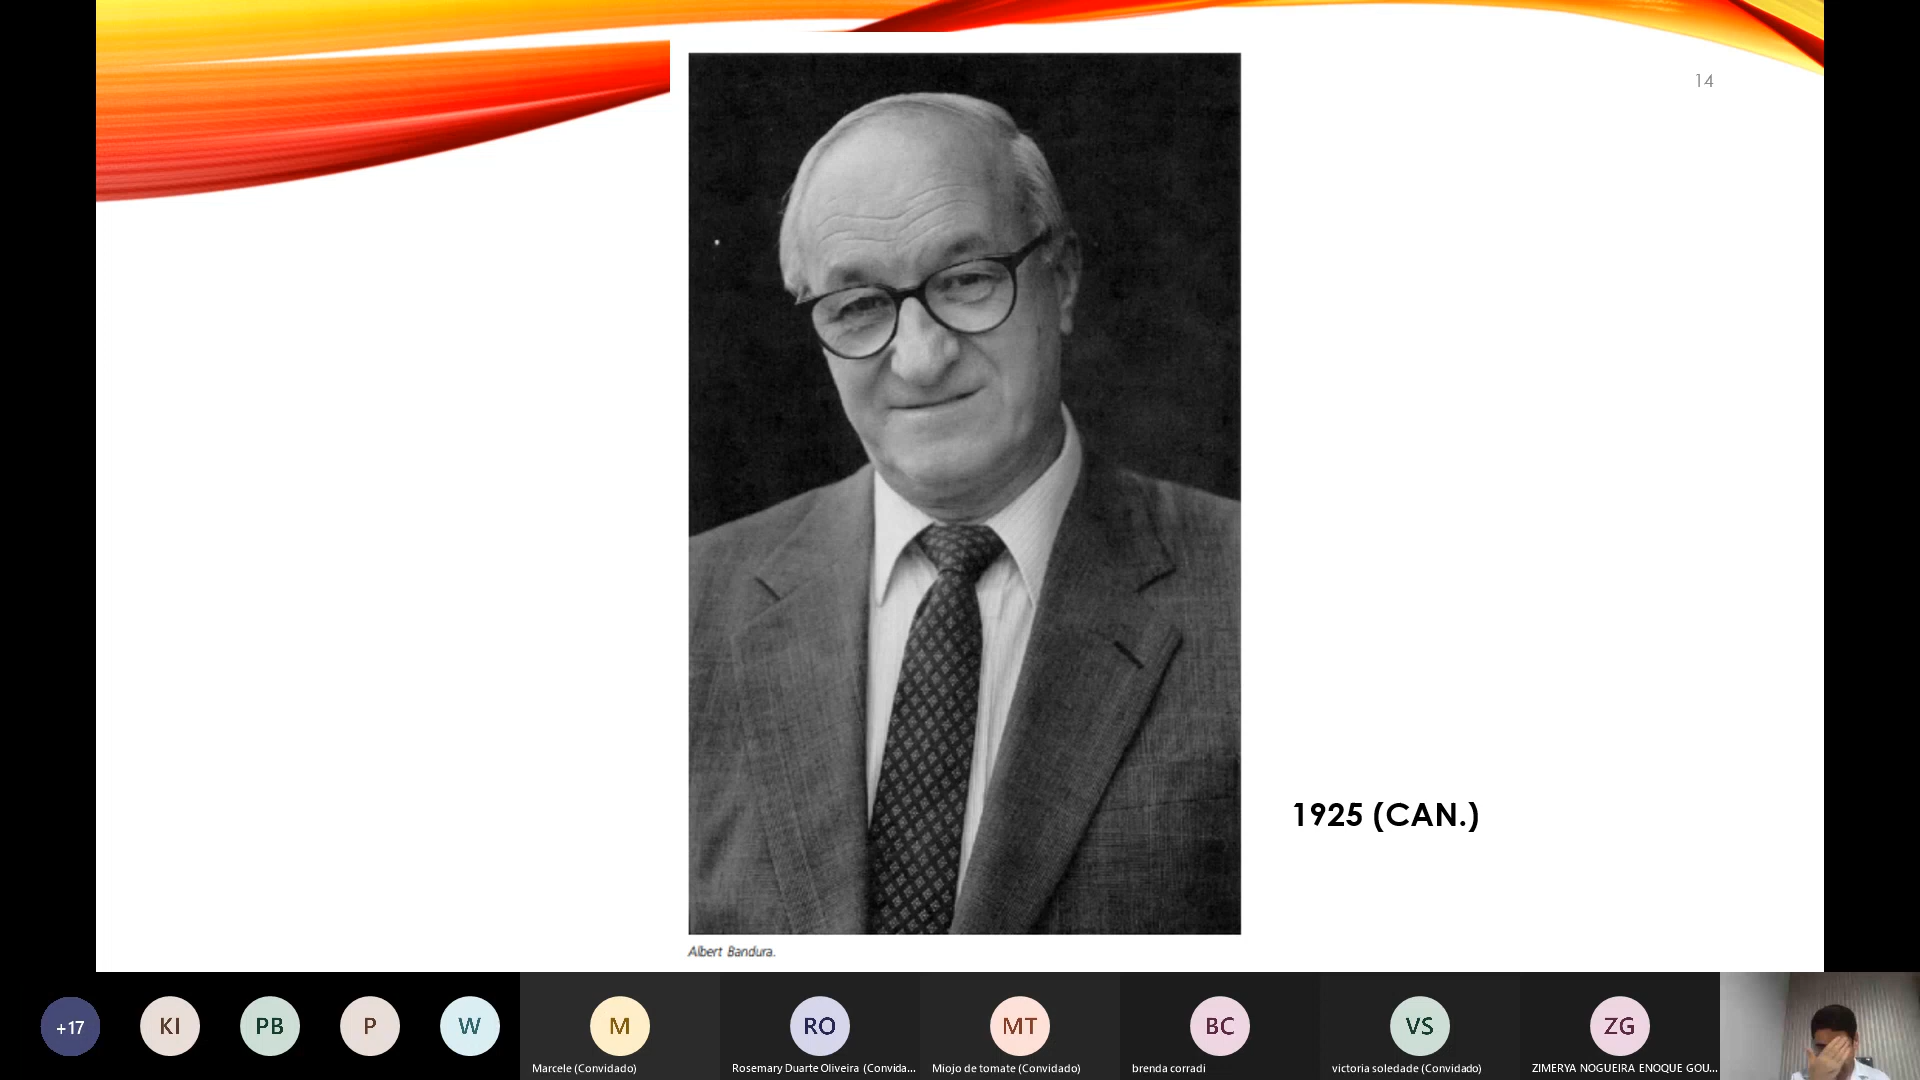 14
1925 (CAN.)
Albert Bandura.
+17
KI
PB
P
W
M
RO
MT
BC
VS
ZG
Marcele (Convidado)
Rosemary Duarte Oliveira (Convida...
Miojo de tomate (Convidado)
brenda corradi
victoria soledade (Convidado)
ZIMERYA NOGUEIRA ENOQUE GOU...